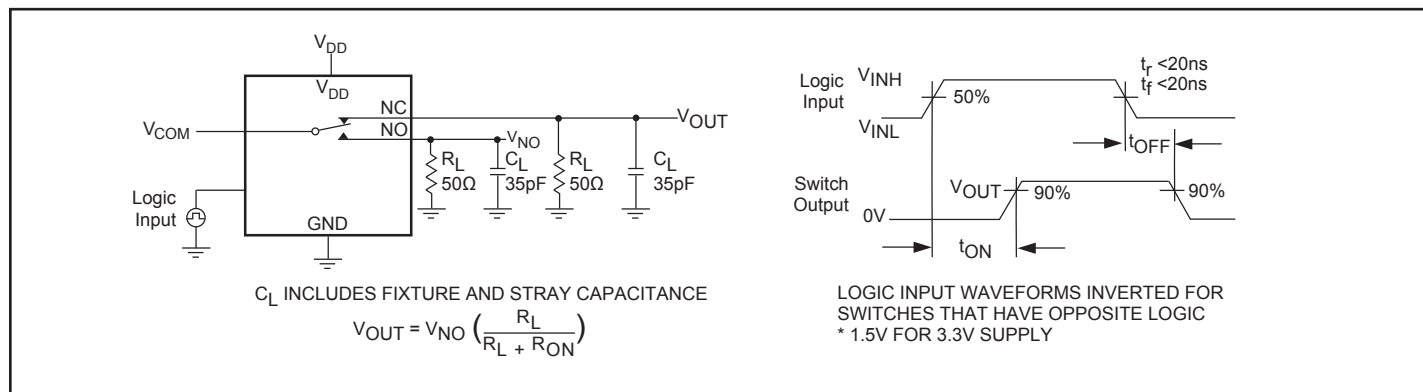 VDD
VDD
NC
NO
VCOM
VNO
VOUT
RL
50Ω
CL
35pF
RL
50Ω
CL
35pF
Logic
Input
GND
CL INCLUDES FIXTURE AND STRAY CAPACITANCE
VOUT = VNO (RL / RL + RON)
Logic
Input
VINH
VINL
50%
tr <20ns
tf <20ns
tOFF
Switch
Output
VOUT
0V
90%
90%
tON
LOGIC INPUT WAVEFORMS INVERTED FOR
SWITCHES THAT HAVE OPPOSITE LOGIC
* 1.5V FOR 3.3V SUPPLY